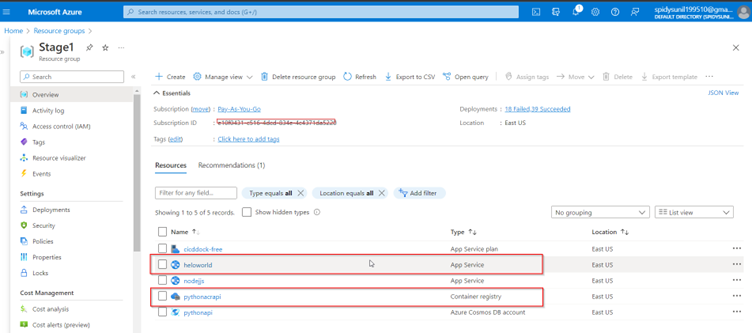 Microsoft Azure
Search resources, services, and docs (G+/)
1
spidysunil199510@gma...
DEFAULT DIRECTORY (SPIDYSUNIL...
Home > Resource groups >
Stage1
Resource group
Search
Overview
Activity log
Access control (IAM)
Tags
Resource visualizer
Events
Settings
Deployments
Security
Policies
Properties
Locks
Cost Management
Cost analysis
Cost alerts (preview)
Create
Manage view
Delete resource group
Refresh
Export to CSV
Open query
Assign tags
Move
Delete
Export template
Essentials
JSON View
Subscription (move) : Pay-As-You-Go
Deployments : 18 Failed,39 Succeeded
Subscription ID :
Location : East US
Tags (edit) : Click here to add tags
Resources Recommendations (1)
Filter for any field...
Type equals all
Location equals all
Add filter
Showing 1 to 5 of 5 records.
Show hidden types
No grouping
List view
Name Type Location
cicddock-free App Service plan East US
heloworld App Service East US
nodejjs App Service East US
pythonacrapi Container registry East US
pythonapi Azure Cosmos DB account East US